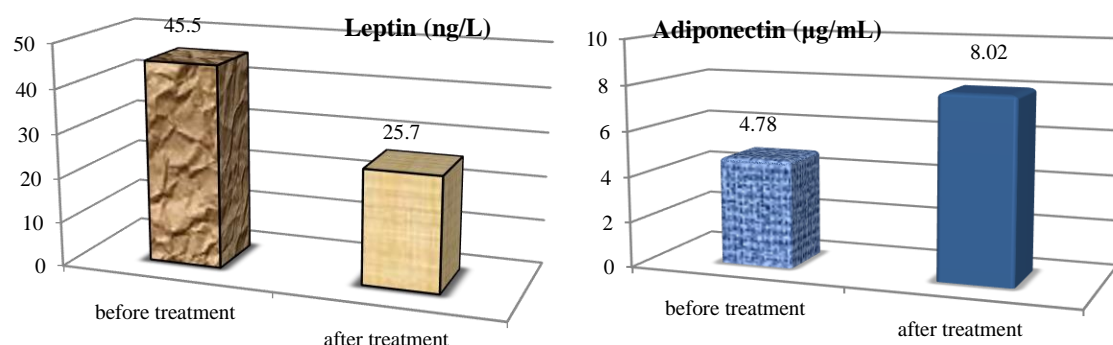 Leptin (ng/L)
45.5
25.7
50
40
30
20
10
0
before treatment
after treatment
Adiponectin (µg/mL)
4.78
8.02
10
8
6
4
2
0
before treatment
after treatment